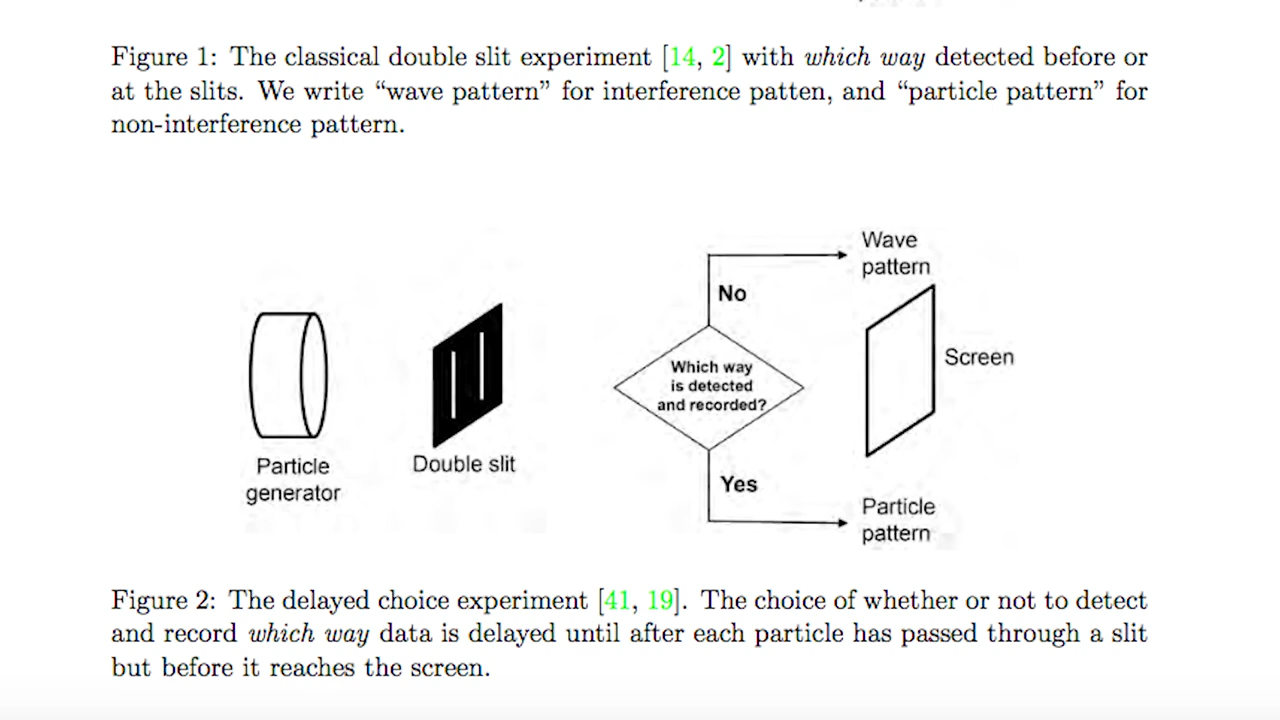 Figure 1: The classical double slit experiment [14, 2] with which way detected before or
at the slits. We write “wave pattern” for interference patten, and “particle pattern” for
non-interference pattern.
Wave
pattern
No
Which way
is detected
and recorded?
Screen
Particle
generator
Double slit
Yes
Particle
pattern
Figure 2: The delayed choice experiment [41, 19]. The choice of whether or not to detect
and record which way data is delayed until after each particle has passed through a slit
but before it reaches the screen.